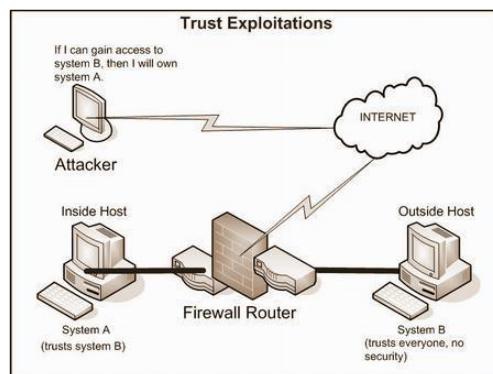 Trust Exploitations
If I can gain access to
system B, then I will own
system A.
INTERNET
Attacker
Inside Host
Outside Host
Firewall Router
System A
(trusts system B)
System B
(trusts everyone, no
security)